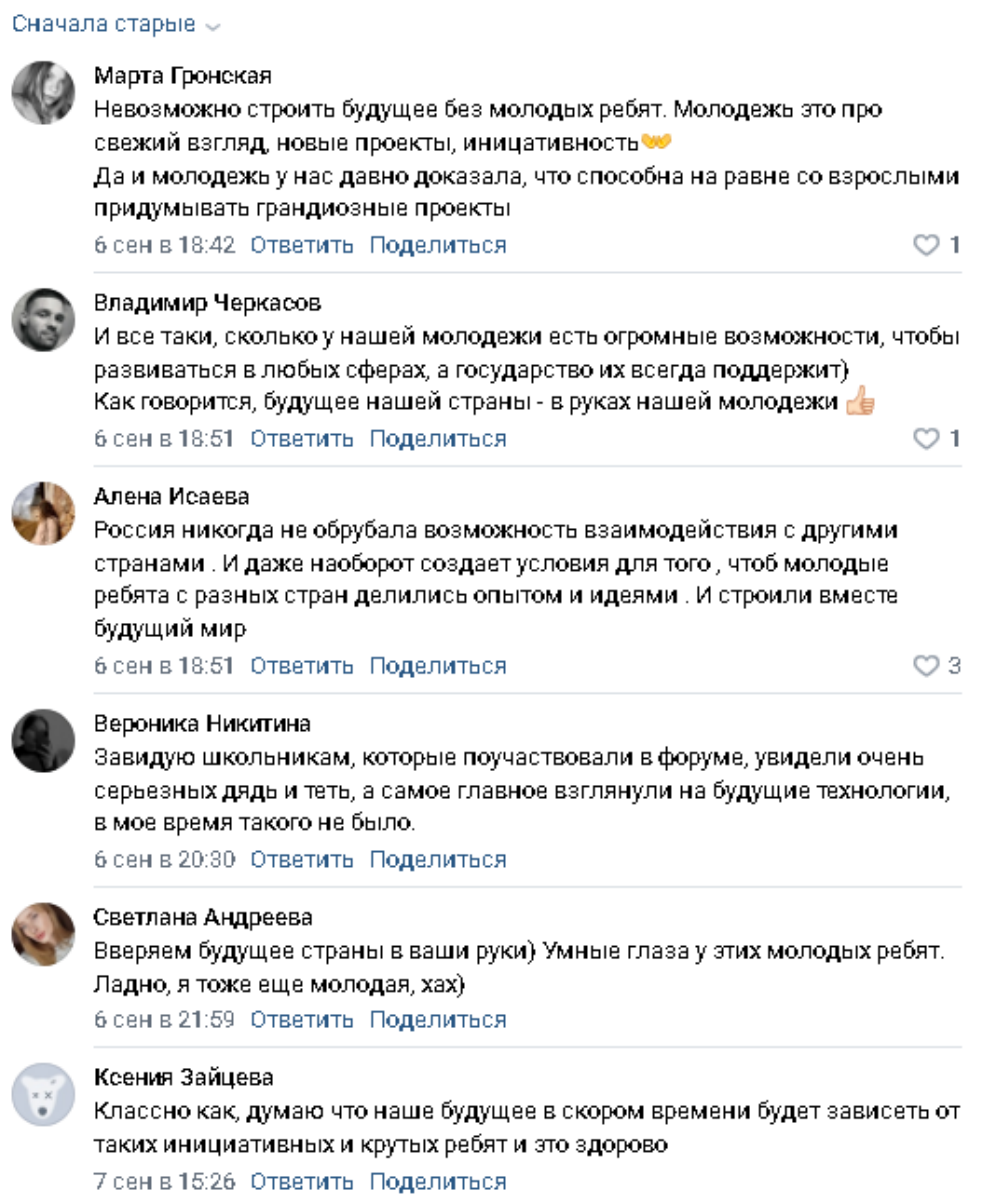 Сначала старые
Марта Гронская
Невозможно строить будущее без молодых ребят. Молодежь это про
свежий взгляд, новые проекты, иницативность👐
Да и молодежь у нас давно доказала, что способна на равне со взрослыми
придумывать грандиозные проекты
6 сен в 18:42 Ответить Поделиться 1
Владимир Черкасов
И все таки, сколько у нашей молодежи есть огромные возможности, чтобы
развиваться в любых сферах, а государство их всегда поддержит)
Как говорится, будущее нашей страны - в руках нашей молодежи 👍🏻
6 сен в 18:51 Ответить Поделиться 1
Алена Исаева
Россия никогда не обрубала возможность взаимодействия с другими
странами . И даже наоборот создает условия для того , чтоб молодые
ребята с разных стран делились опытом и идеями . И строили вместе
будущий мир
6 сен в 18:51 Ответить Поделиться 3
Вероника Никитина
Завидую школьникам, которые поучаствовали в форуме, увидели очень
серьезных дядь и теть, а самое главное взглянули на будущие технологии,
в мое время такого не было.
6 сен в 20:30 Ответить Поделиться
Светлана Андреева
Вверяем будущее страны в ваши руки) Умные глаза у этих молодых ребят.
Ладно, я тоже еще молодая, хах)
6 сен в 21:59 Ответить Поделиться
Ксения Зайцева
Классно как, думаю что наше будущее в скором времени будет зависеть от
таких инициативных и крутых ребят и это здорово
7 сен в 15:26 Ответить Поделиться